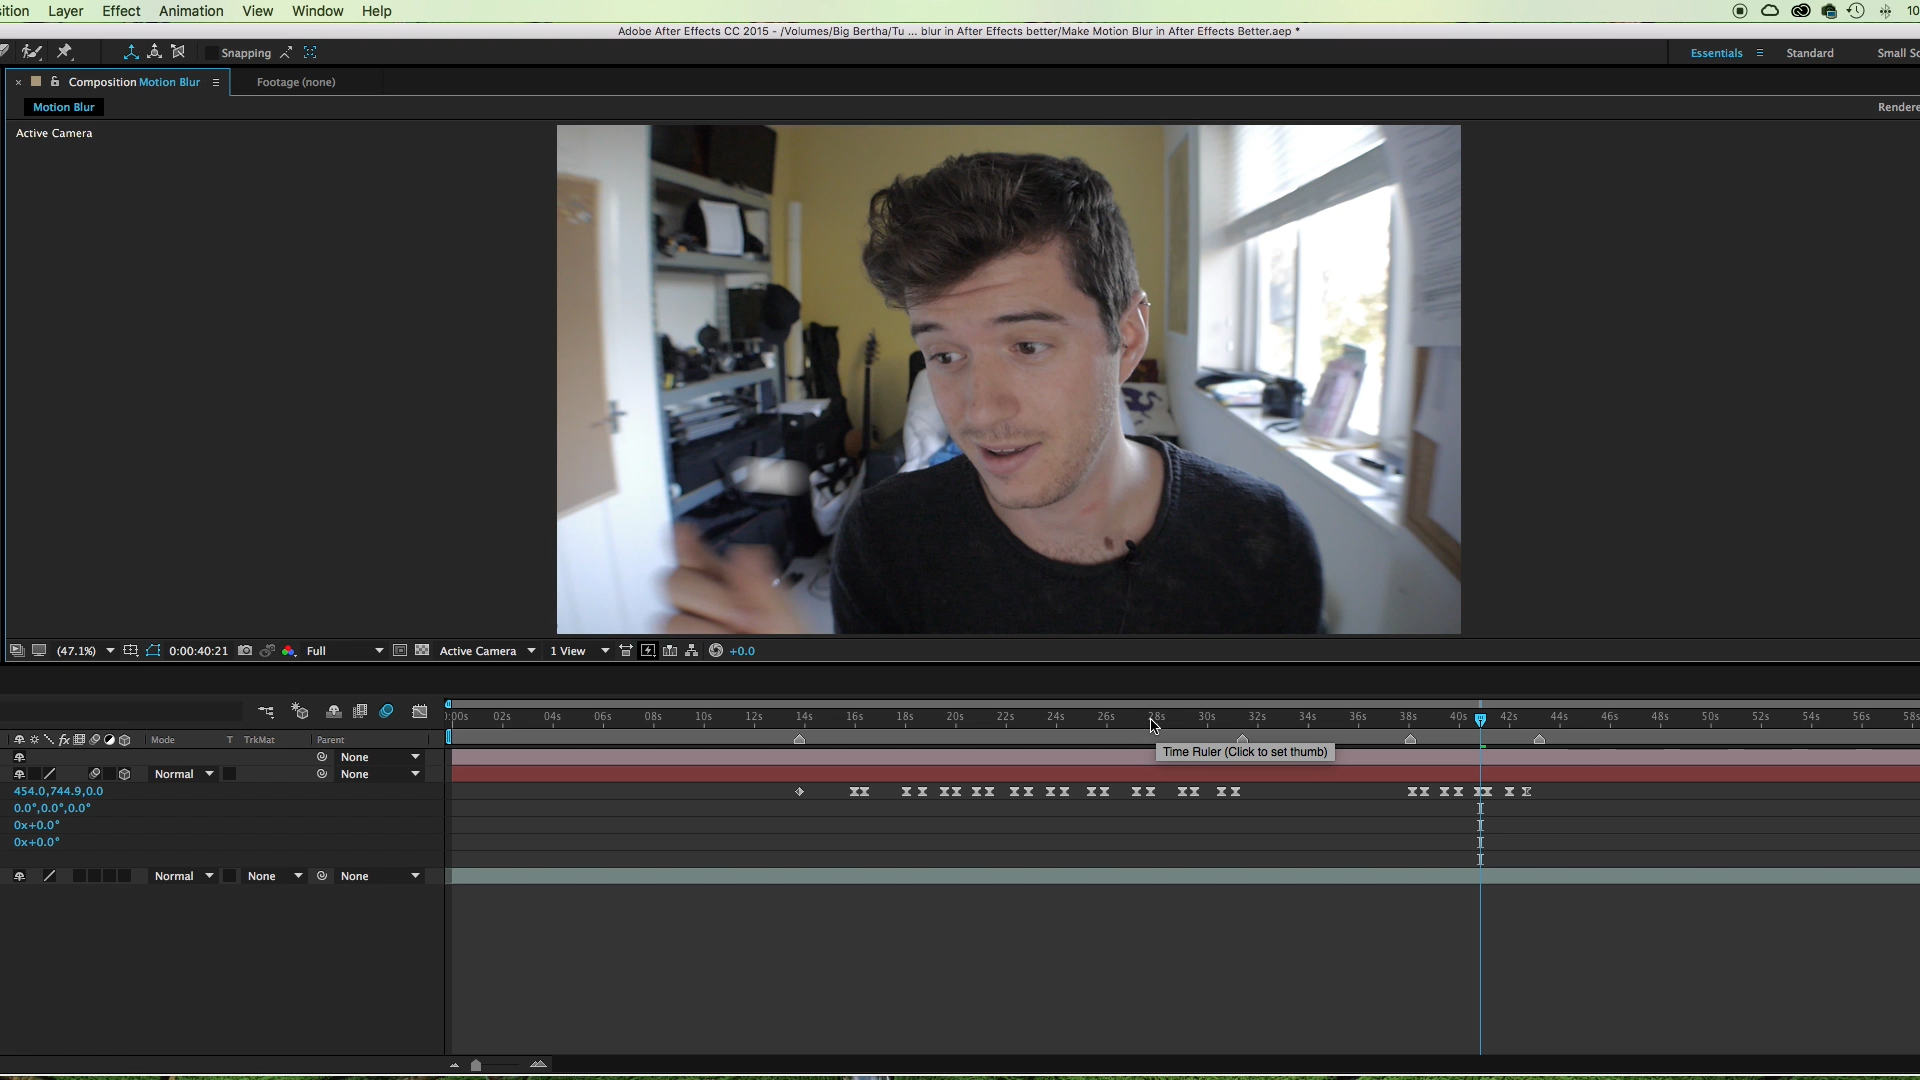 sition Layer Effect Animation View Window Help 10
Adobe After Effects CC 2015 - /Volumes/Big Bertha/Tu ... blur in After Effects better/Make Motion Blur in After Effects Better.aep *
Snapping Essentials Standard Small Sc
Composition Motion Blur Footage (none)
Motion Blur Rendere
Active Camera
(47.1%) 0:00:40:21 Full Active Camera 1 View +0.0
):00s 02s 04s 06s 08s 10s 12s 14s 16s 18s 20s 22s 24s 26s 28s 30s 32s 34s 36s 38s 40s 42s 44s 46s 48s 50s 52s 54s 56s 58s
fx Mode T TrkMat Parent
Time Ruler (Click to set thumb)
None
Normal None
454.0,744.9,0.0
0.0°,0.0°,0.0°
0x+0.0°
0x+0.0°
Normal None None